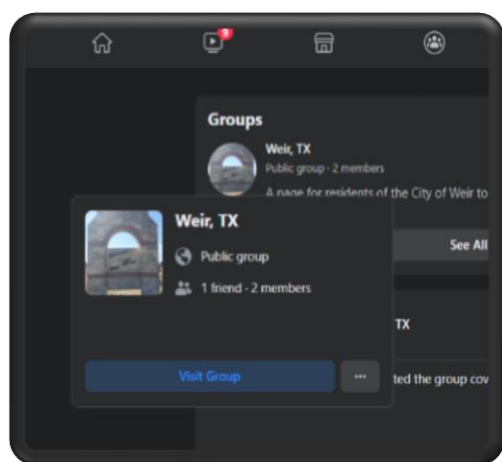 9
Groups
Weir, TX
Public group · 2 members
A page for residents of the City of Weir to
See All
Weir, TX
Public group
1 friend · 2 members
Visit Group
...
TX
ted the group cov